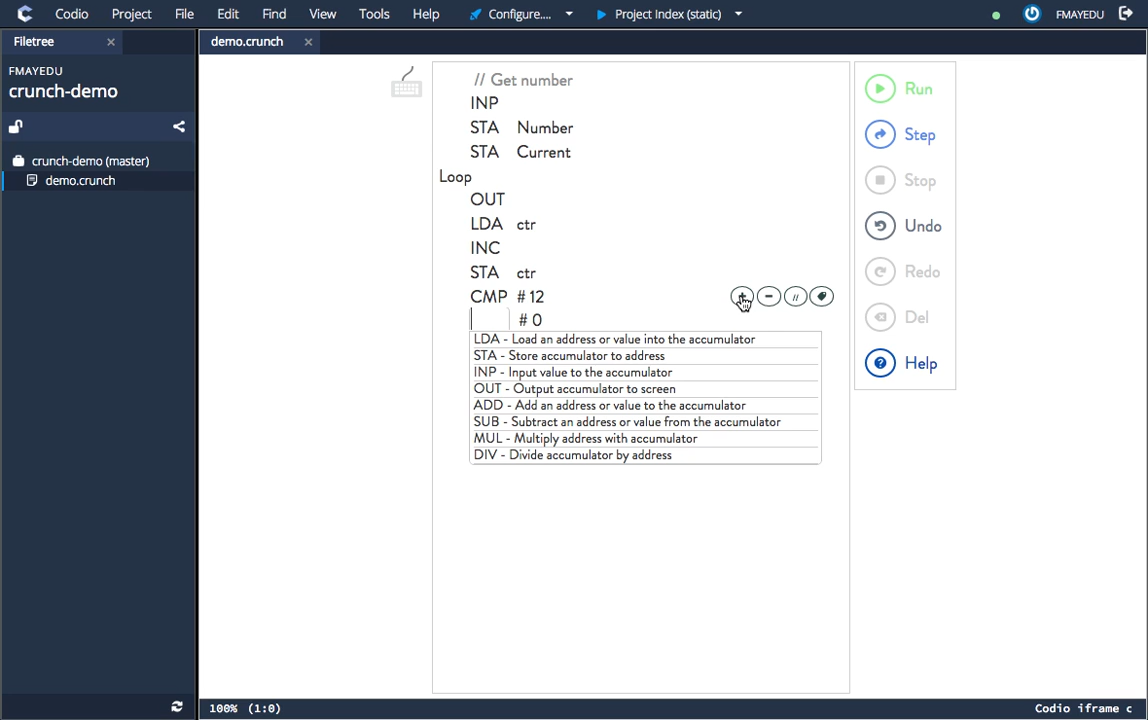 Codio Project File Edit Find View Tools Help Configure.... Project Index (static) FMAYEDU
Filetree ×
demo.crunch ×
FMAYEDU
crunch-demo
crunch-demo (master)
demo.crunch
// Get number
INP
STA Number
STA Current
Loop
OUT
LDA ctr
INC
STA ctr
CMP # 12
+ - //
# 0
LDA - Load an address or value into the accumulator
STA - Store accumulator to address
INP - Input value to the accumulator
OUT - Output accumulator to screen
ADD - Add an address or value to the accumulator
SUB - Subtract an address or value from the accumulator
MUL - Multiply address with accumulator
DIV - Divide accumulator by address
Run
Step
Stop
Undo
Redo
Del
? Help
100% (1:0)
Codio iframe c